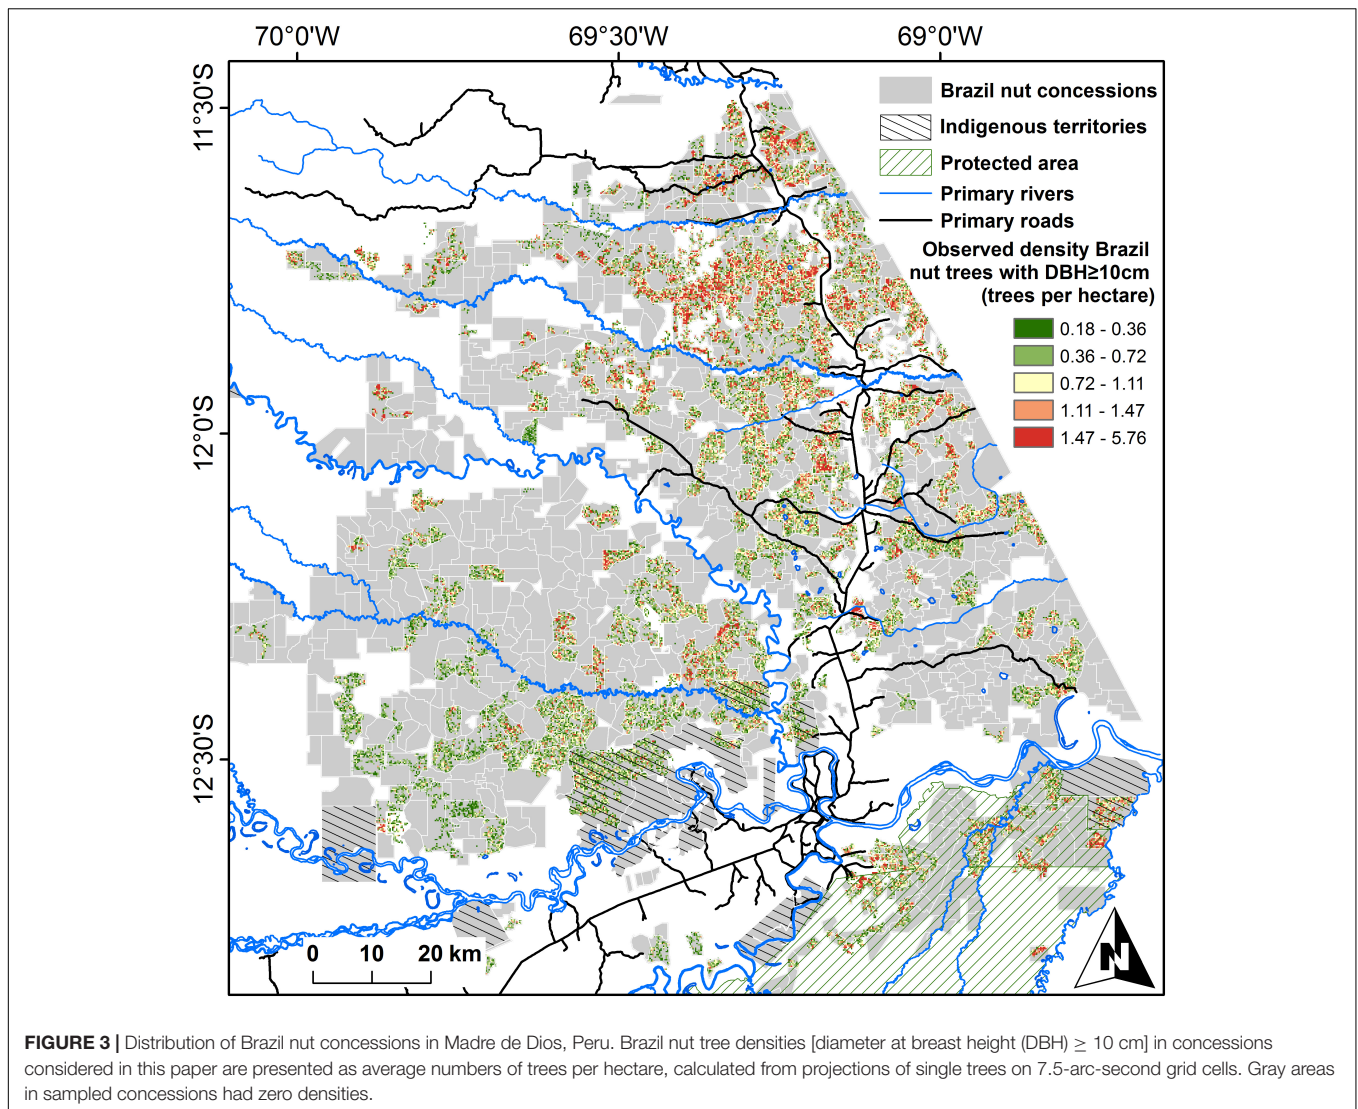 70°0'W 69°30'W 69°0'W
11°30'S
12°0'S
12°30'S
Brazil nut concessions
Indigenous territories
Protected area
Primary rivers
Primary roads
Observed density Brazil
nut trees with DBH≥10cm
(trees per hectare)
0.18 - 0.36
0.36 - 0.72
0.72 - 1.11
1.11 - 1.47
1.47 - 5.76
0 10 20 km
N
FIGURE 3 | Distribution of Brazil nut concessions in Madre de Dios, Peru. Brazil nut tree densities [diameter at breast height (DBH) ≥ 10 cm] in concessions
considered in this paper are presented as average numbers of trees per hectare, calculated from projections of single trees on 7.5-arc-second grid cells. Gray areas
in sampled concessions had zero densities.